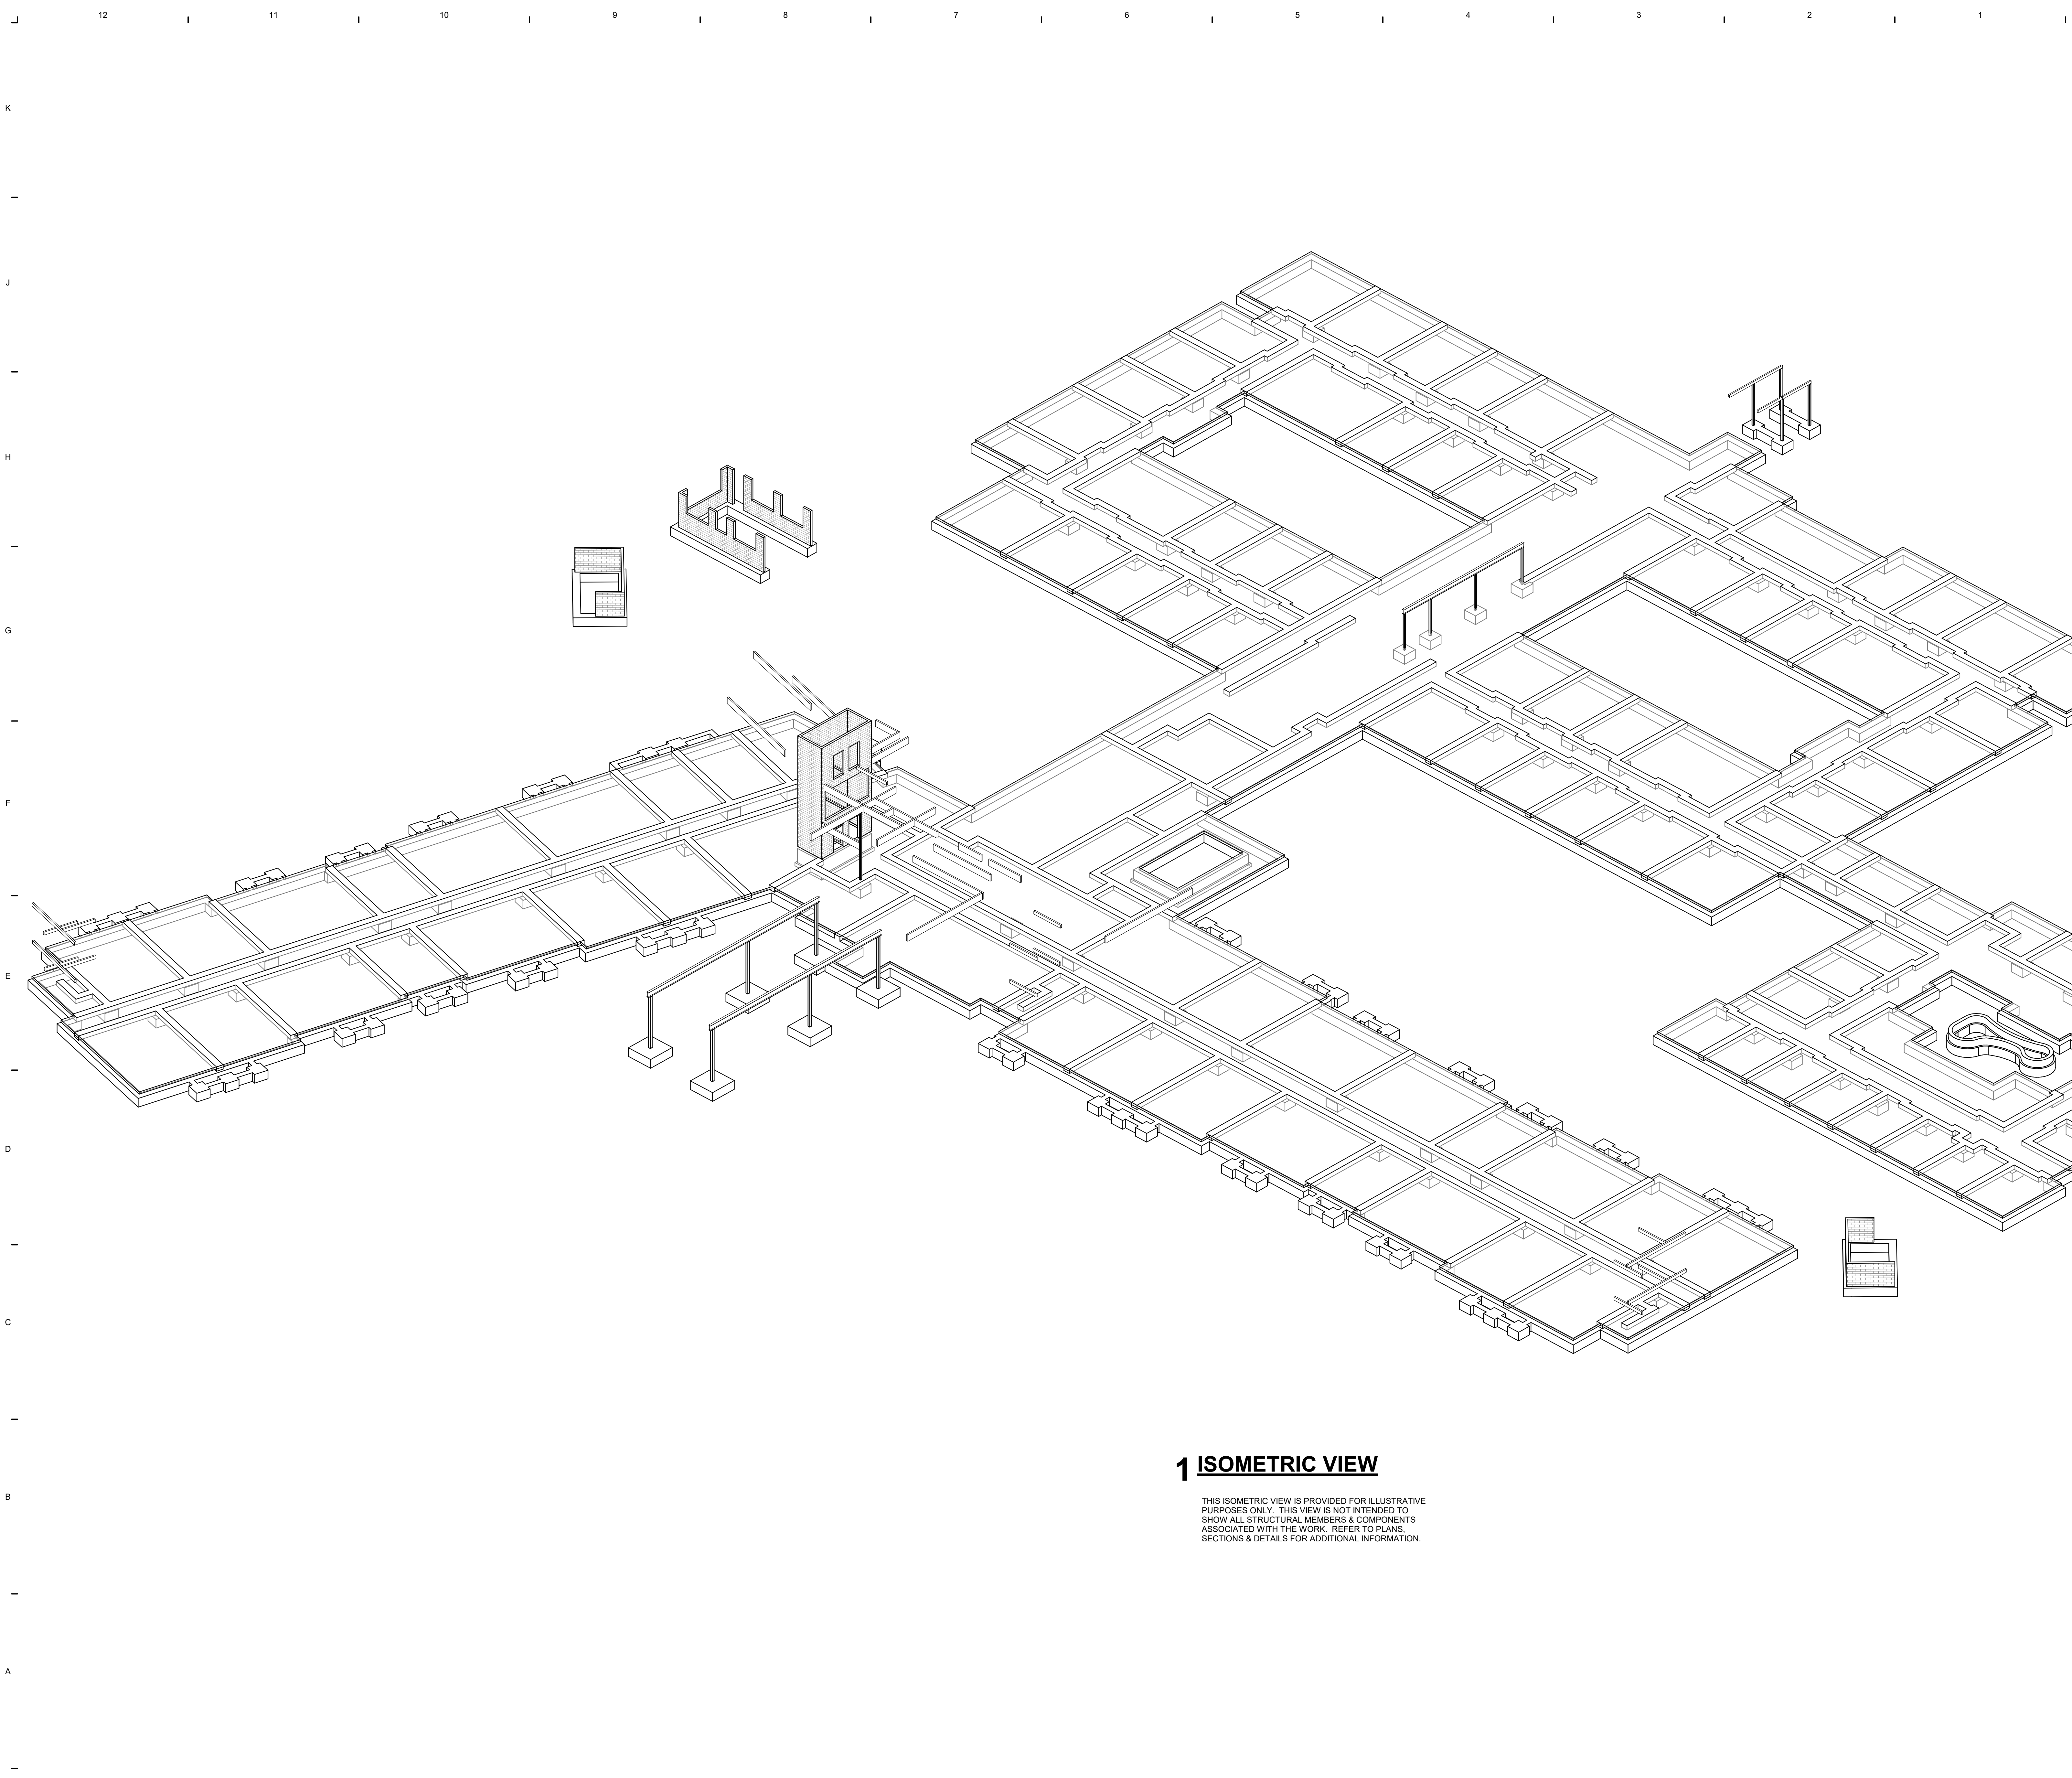 12 11 10 9 8 7 6 5 4 3 2 1
K
J
H
G
F
E
D
C
B
A
1 ISOMETRIC VIEW
THIS ISOMETRIC VIEW IS PROVIDED FOR ILLUSTRATIVE
PURPOSES ONLY. THIS VIEW IS NOT INTENDED TO
SHOW ALL STRUCTURAL MEMBERS & COMPONENTS
ASSOCIATED WITH THE WORK. REFER TO PLANS,
SECTIONS & DETAILS FOR ADDITIONAL INFORMATION.